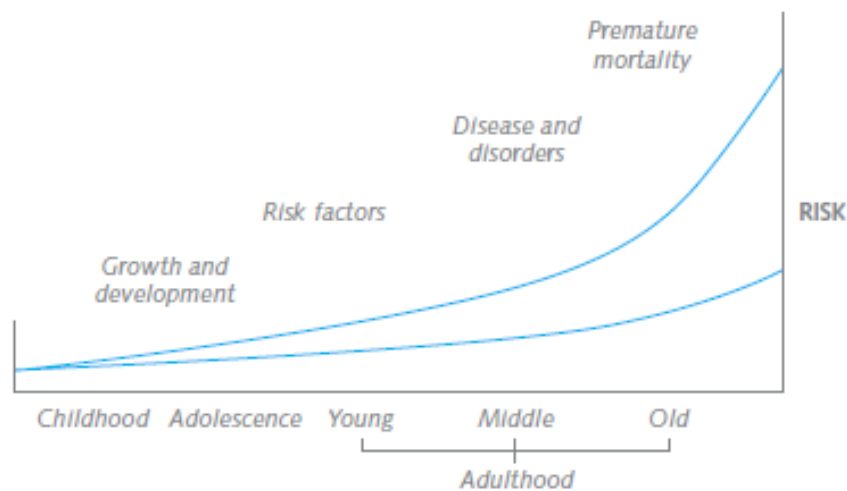 Premature
mortality
Disease and
disorders
Risk factors
RISK
Growth and
development
Childhood Adolescence Young Middle Old
Adulthood